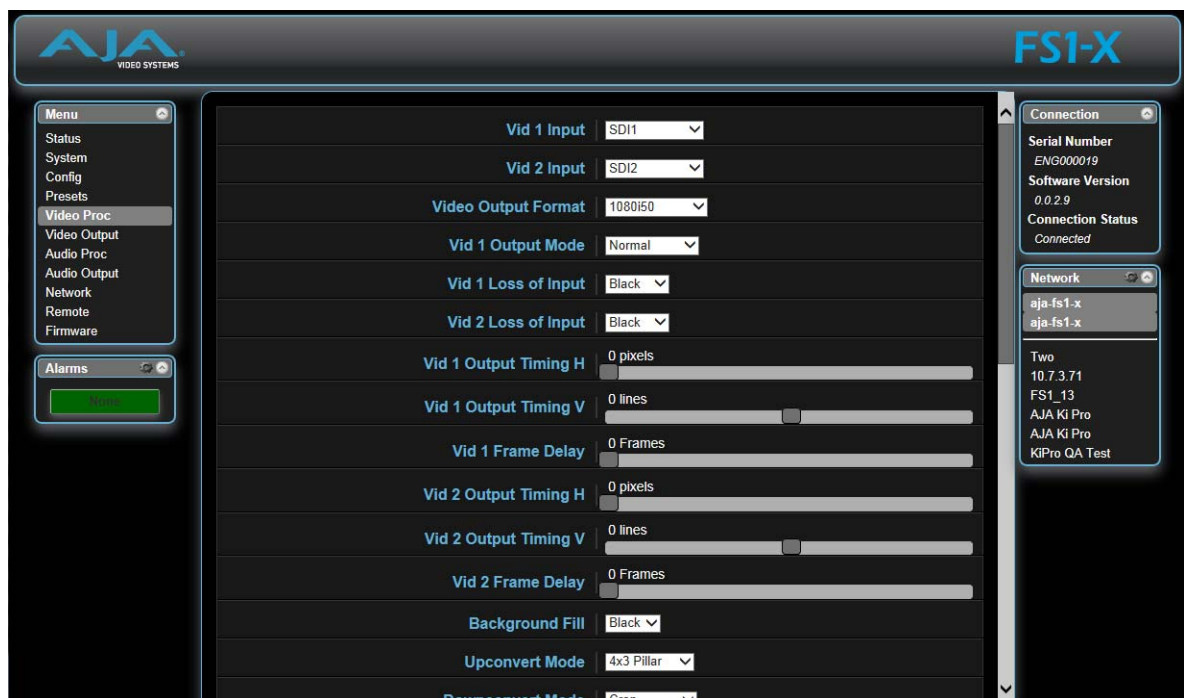 AJA
VIDEO SYSTEMS
FS1-X
Menu
Status
System
Config
Presets
Video Proc
Video Output
Audio Proc
Audio Output
Network
Remote
Firmware
Alarms
None
Vid 1 Input SDI1
Vid 2 Input SDI2
Video Output Format 1080i50
Vid 1 Output Mode Normal
Vid 1 Loss of Input Black
Vid 2 Loss of Input Black
Vid 1 Output Timing H 0 pixels
Vid 1 Output Timing V 0 lines
Vid 1 Frame Delay 0 Frames
Vid 2 Output Timing H 0 pixels
Vid 2 Output Timing V 0 lines
Vid 2 Frame Delay 0 Frames
Background Fill Black
Upconvert Mode 4x3 Pillar
Downconvert Mode Crop
Connection
Serial Number
ENG000019
Software Version
0.0.2.9
Connection Status
Connected
Network
aja-fs1-x
aja-fs1-x
Two
10.7.3.71
FS1_13
AJA Ki Pro
AJA Ki Pro
KiPro QA Test